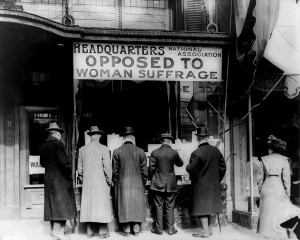 HEADQUARTERS NATIONAL ASSOCIATION
OPPOSED TO
WOMAN SUFFRAGE